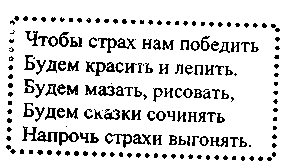 Чтобы страх нам победить
Будем красить и лепить.
Будем мазать, рисовать,
Будем сказки сочинять
Напрочь страхи выгонять.